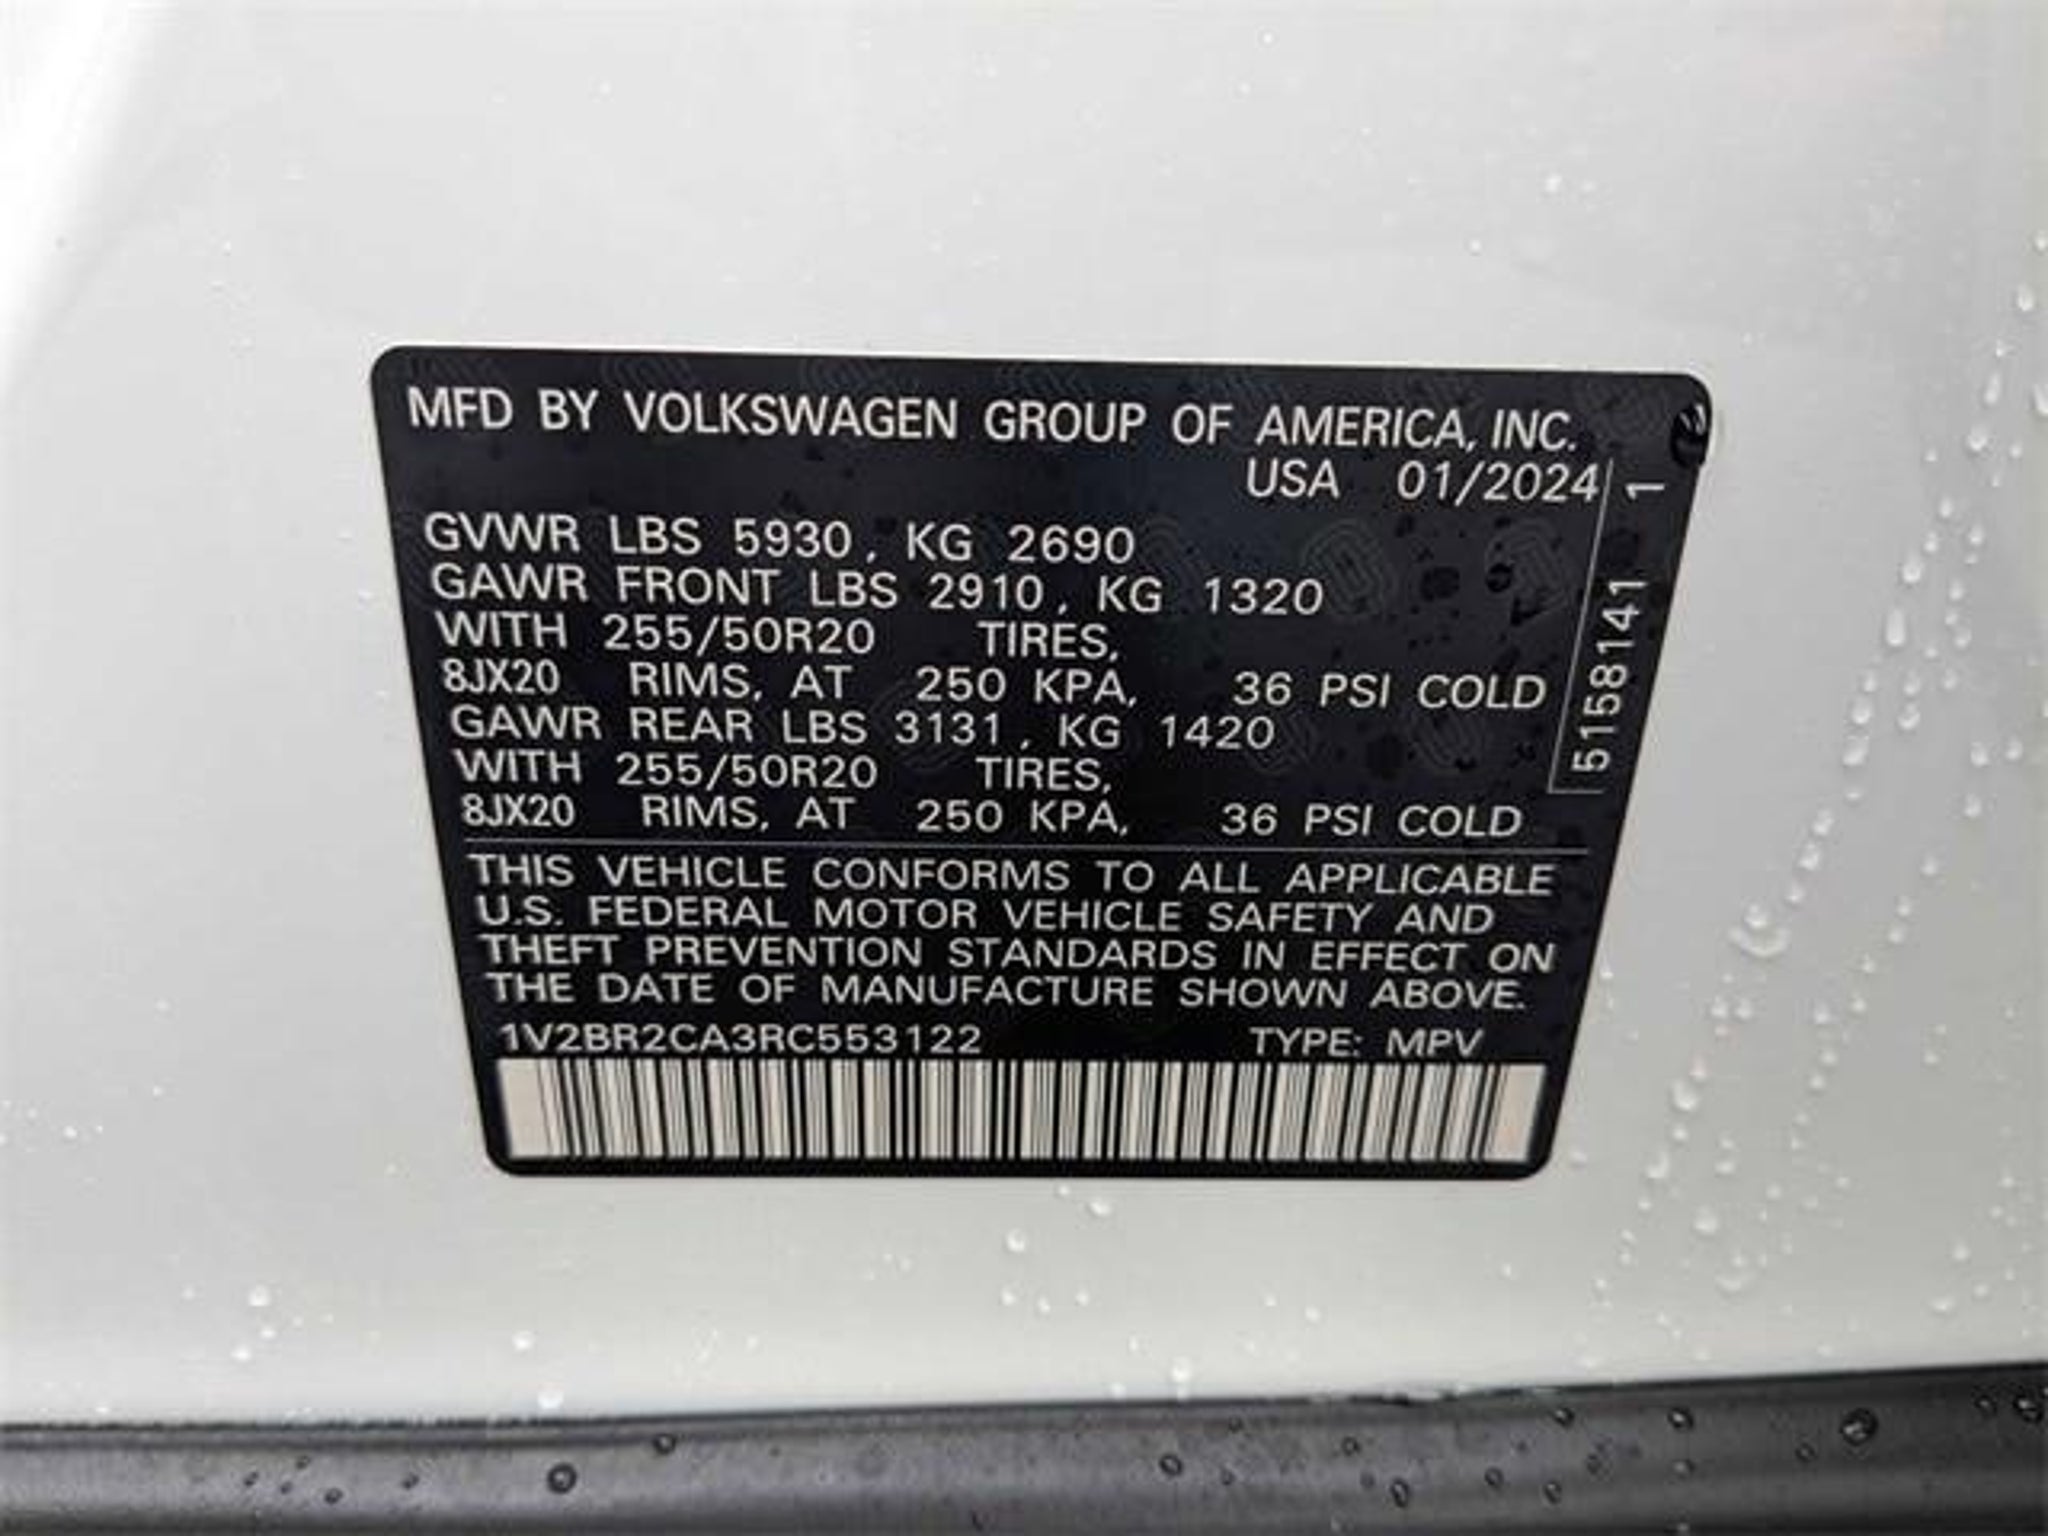 MFD BY VOLKSWAGEN GROUP OF AMERICA, INC.
USA 01/2024
GVWR LBS 5930, KG 2690
GAWR FRONT LBS 2910, KG 1320
WITH 255/50R20 TIRES,
8JX20 RIMS, AT 250 KPA, 36 PSI COLD
GAWR REAR LBS 3131, KG 1420
WITH 255/50R20 TIRES,
8JX20 RIMS, AT 250 KPA, 36 PSI COLD
5158141 1
THIS VEHICLE CONFORMS TO ALL APPLICABLE
U.S. FEDERAL MOTOR VEHICLE SAFETY AND
THEFT PREVENTION STANDARDS IN EFFECT ON
THE DATE OF MANUFACTURE SHOWN ABOVE.
1V2BR2CA3RC553122 TYPE: MPV